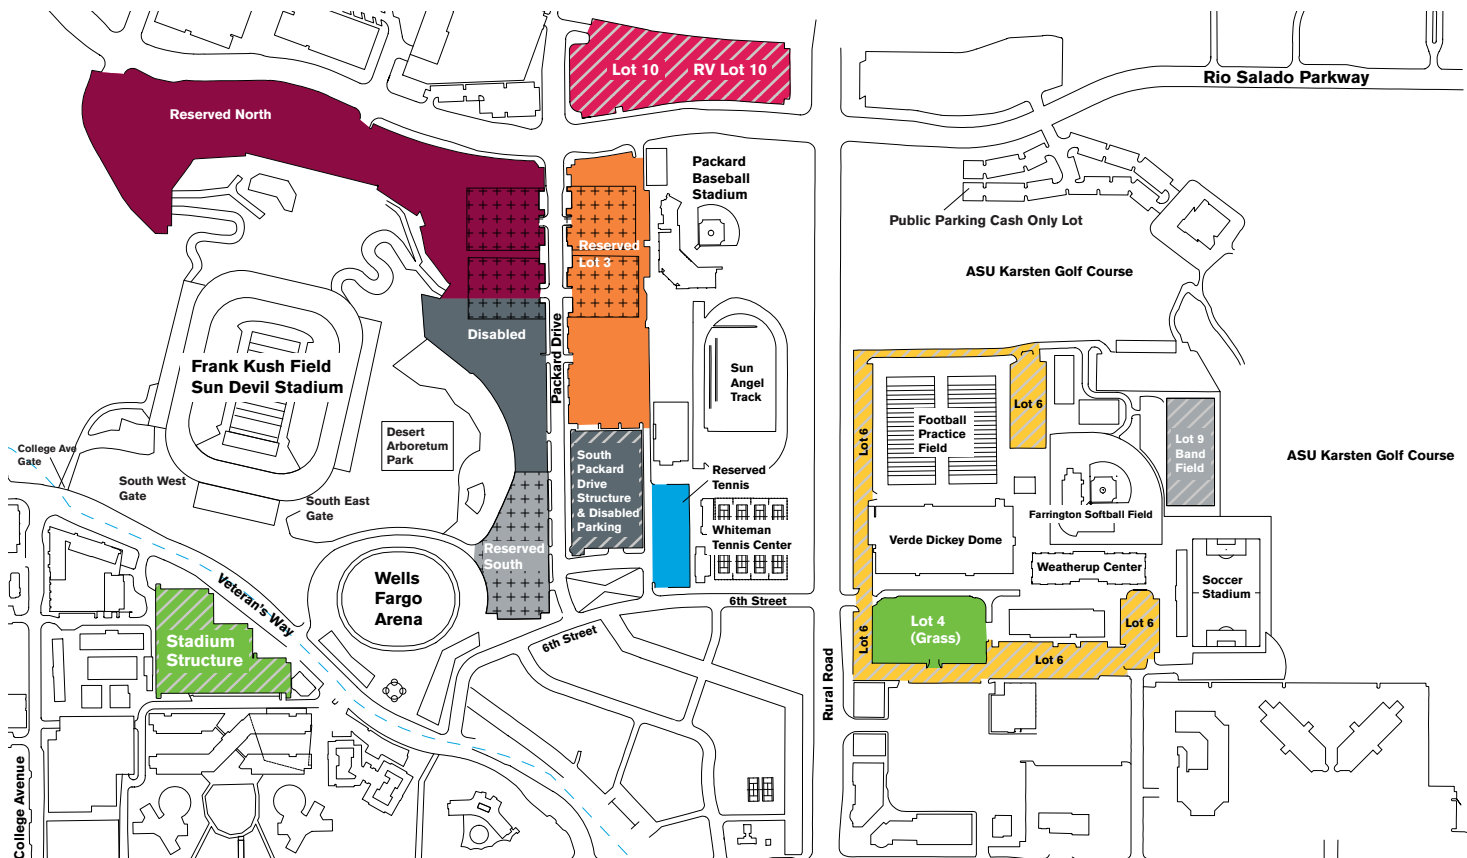 Lot 10
RV Lot 10
Rio Salado Parkway
Reserved North
Packard
Baseball
Stadium
Public Parking Cash Only Lot
Reserved
Lot 3
ASU Karsten Golf Course
Disabled
Packard Drive
Frank Kush Field
Sun Devil Stadium
Sun
Angel
Track
Lot 6
Lot 6
Football
Practice
Field
Desert
Arboretum
Park
Lot 9
Band
Field
ASU Karsten Golf Course
College Ave
Gate
South West
Gate
South East
Gate
South
Packard
Drive
Structure
& Disabled
Parking
Reserved
Tennis
Farrington Softball Field
Whiteman
Tennis Center
Verde Dickey Dome
Reserved
South
Weatherup Center
Soccer
Stadium
Wells
Fargo
Arena
Veteran's Way
6th Street
6th Street
Stadium
Structure
Lot 6
Lot 4
(Grass)
Lot 6
Lot 6
Rural Road
College Avenue